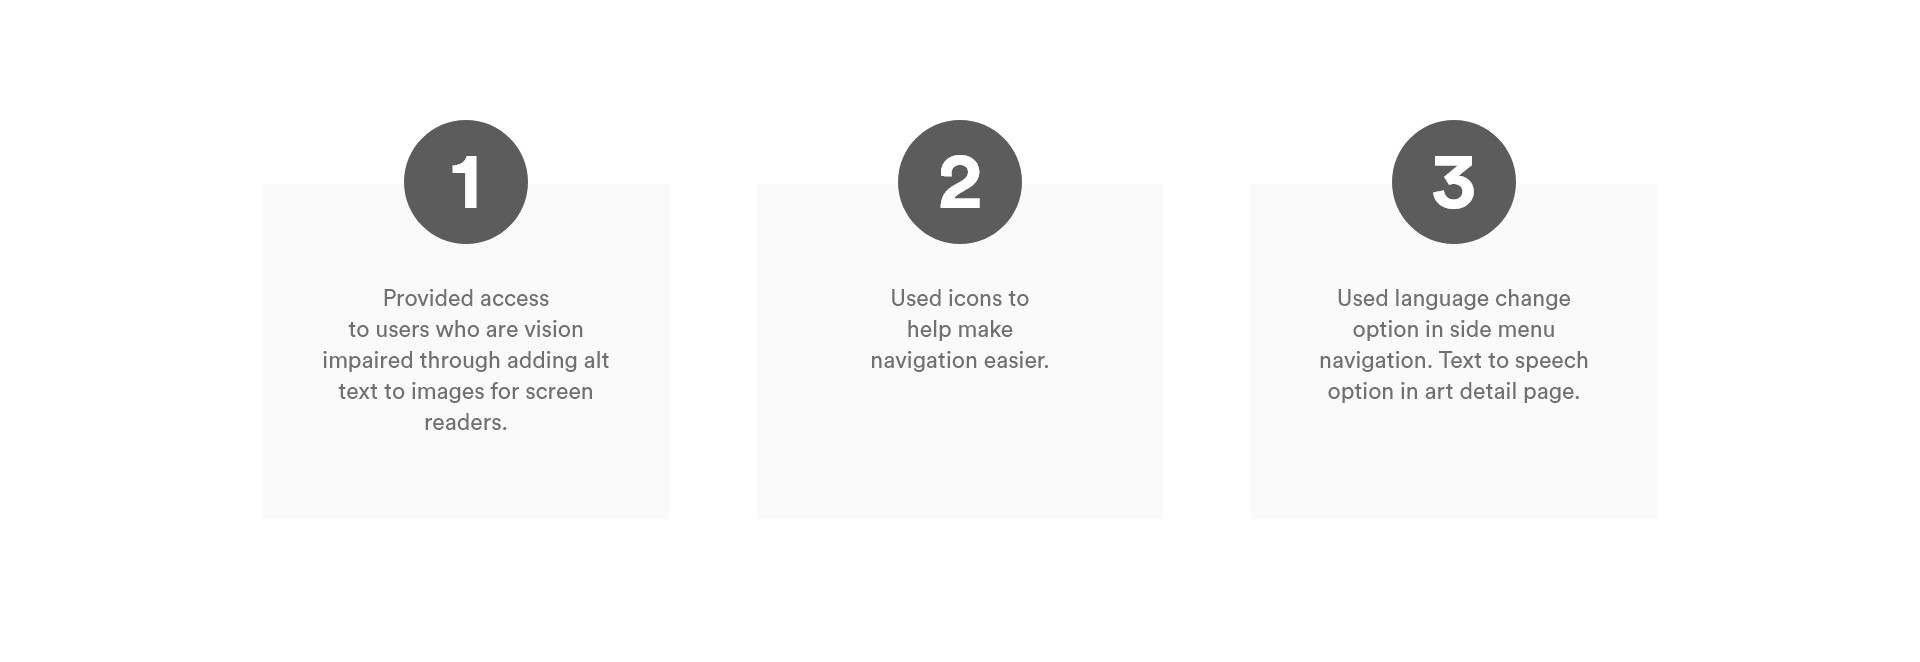 1
Provided access
to users who are vision
impaired through adding alt
text to images for screen
readers.
2
Used icons to
help make
navigation easier.
3
Used language change
option in side menu
navigation. Text to speech
option in art detail page.